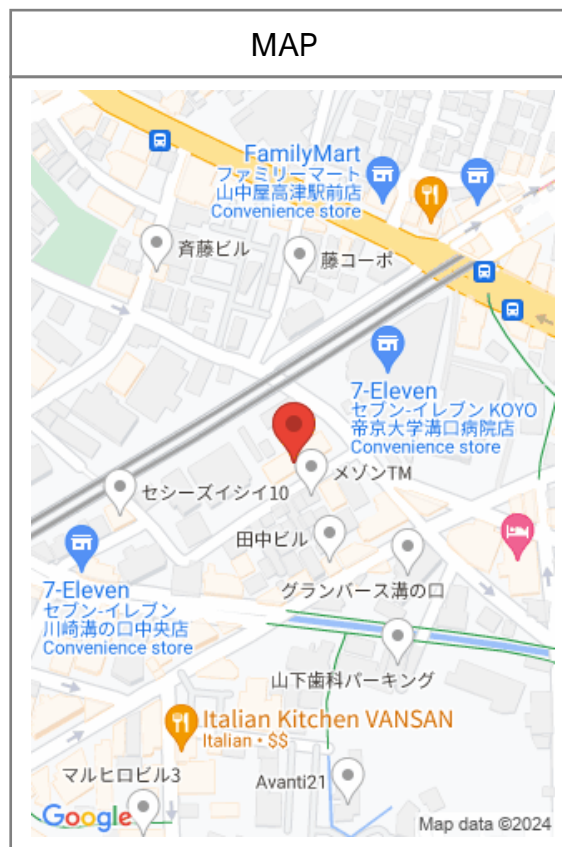 MAP
FamilyMart
ファミリーマート
山中屋高津駅前店
Convenience store
斉藤ビル
藤コーポ
7-Eleven
セブン-イレブン KOYO
帝京大学溝口病院店
Convenience store
メゾンTM
セシーズイシイ10
田中ビル
グランバース溝の口
7-Eleven
セブン-イレブン
川崎溝の口中央店
Convenience store
山下歯科パーキング
Italian Kitchen VANSAN
Italian • $$
マルヒロビル3
Avanti21
Google
Map data ©2024